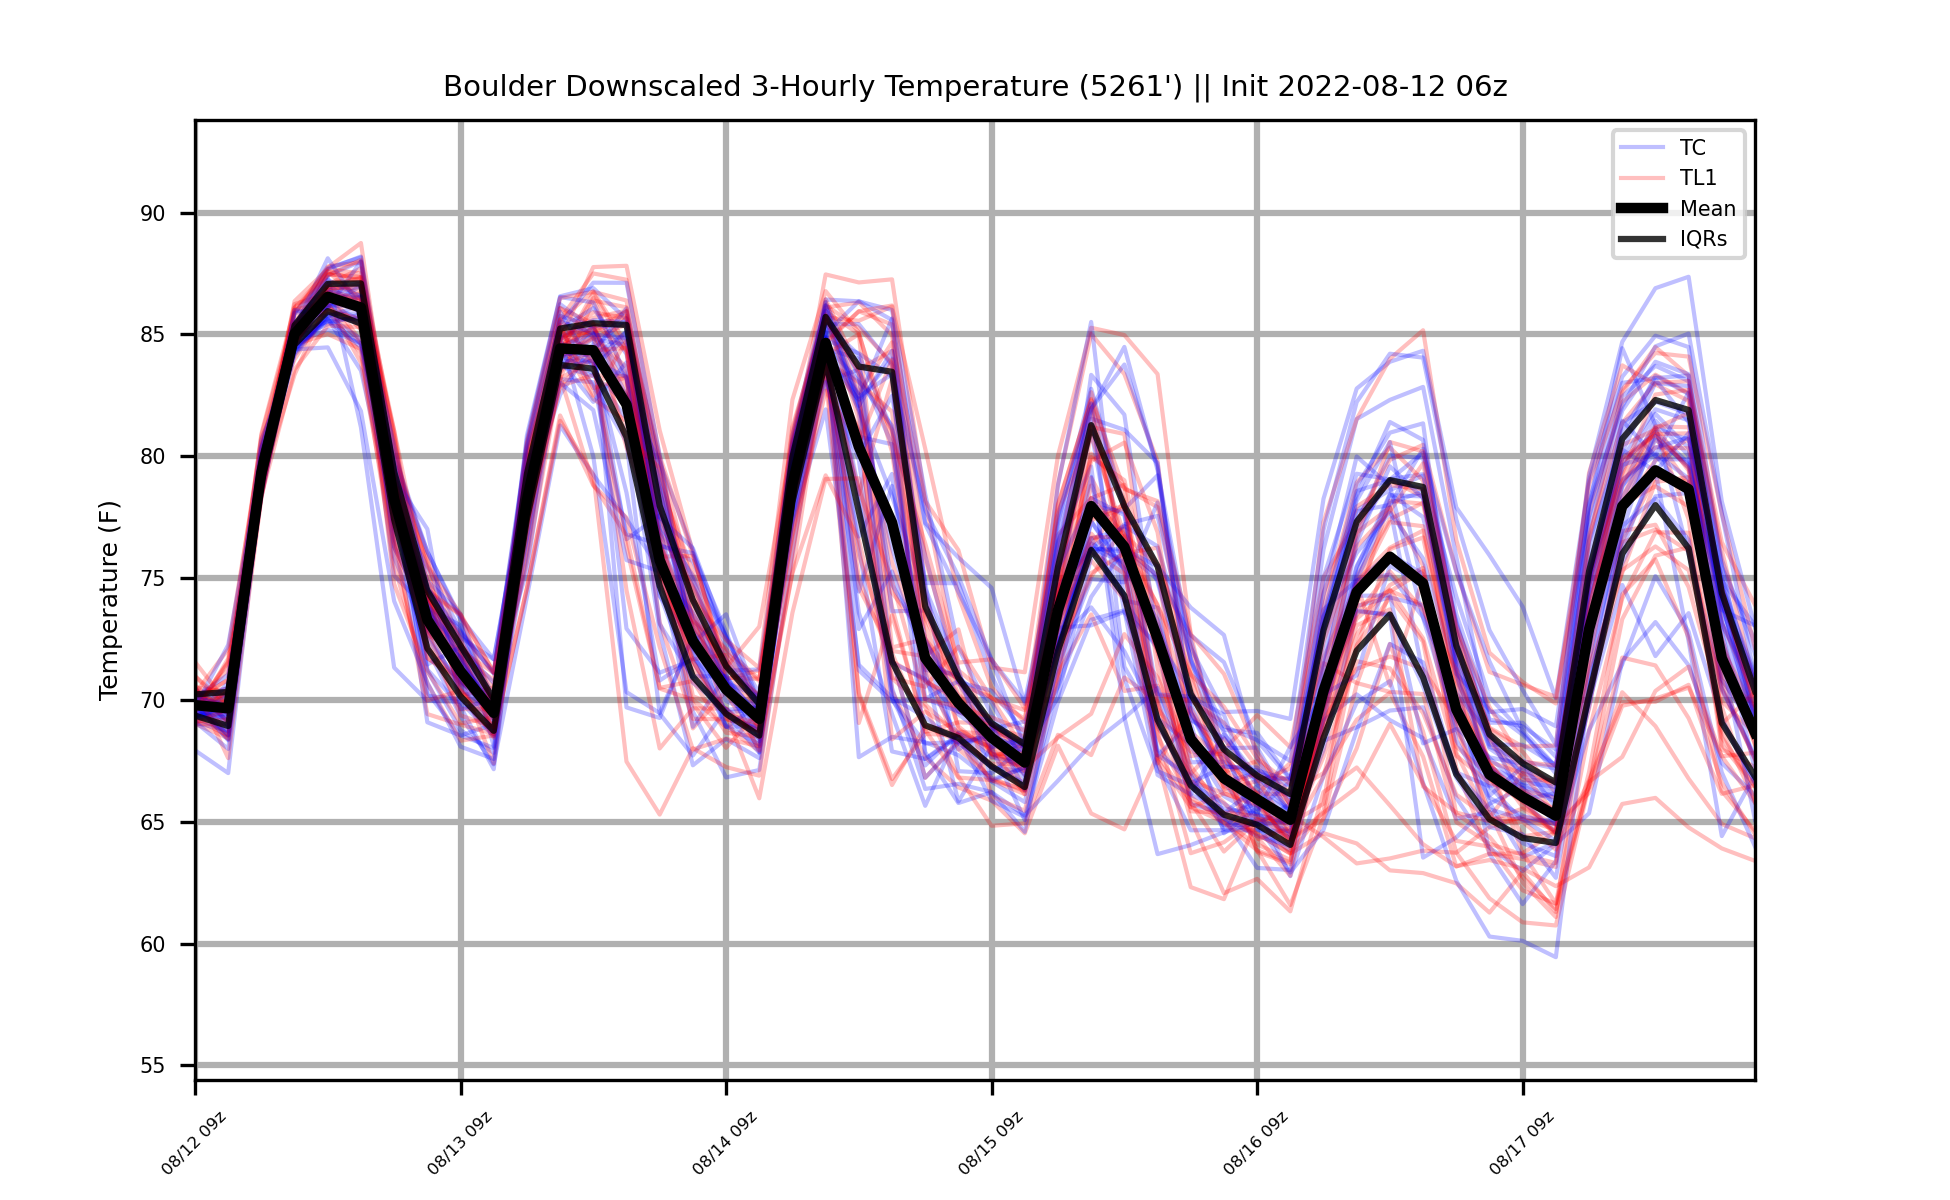 Boulder Downscaled 3-Hourly Temperature (5261') || Init 2022-08-12 06z
TC
TL1
Mean
IQRs
Temperature (F)
90
85
80
75
70
65
60
55
08/12 09z
08/13 09z
08/14 09z
08/15 09z
08/16 09z
08/17 09z